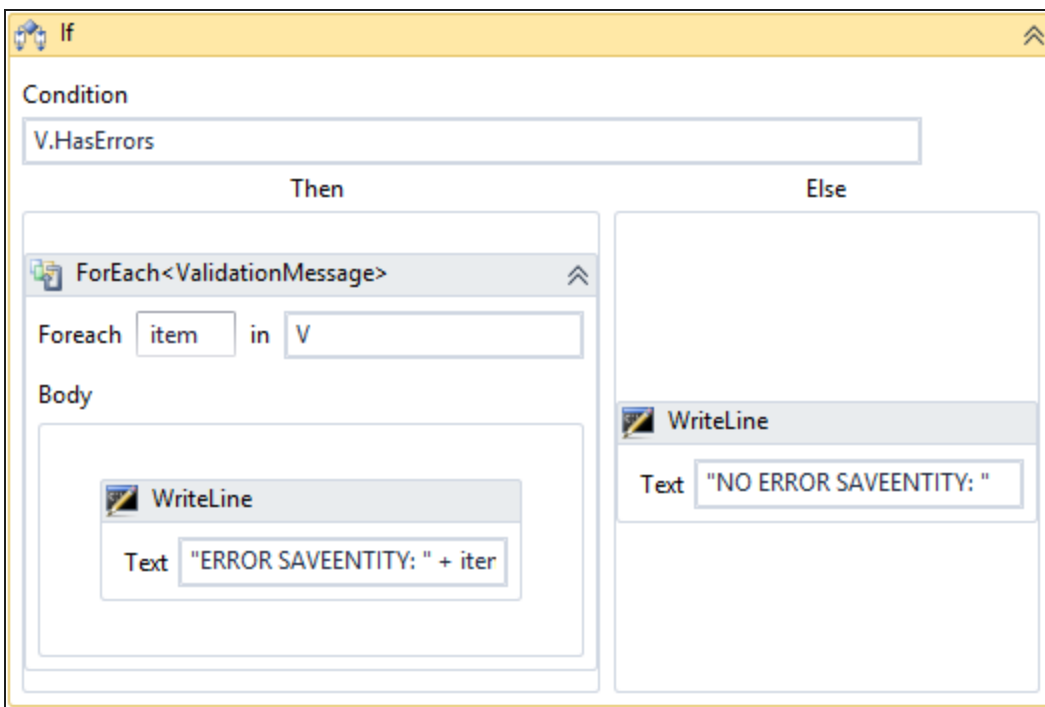 If
Condition
V.HasErrors
Then
Else
ForEach<ValidationMessage>
Foreach item in V
Body
WriteLine
Text "ERROR SAVEENTITY: " + iter
WriteLine
Text "NO ERROR SAVEENTITY: "